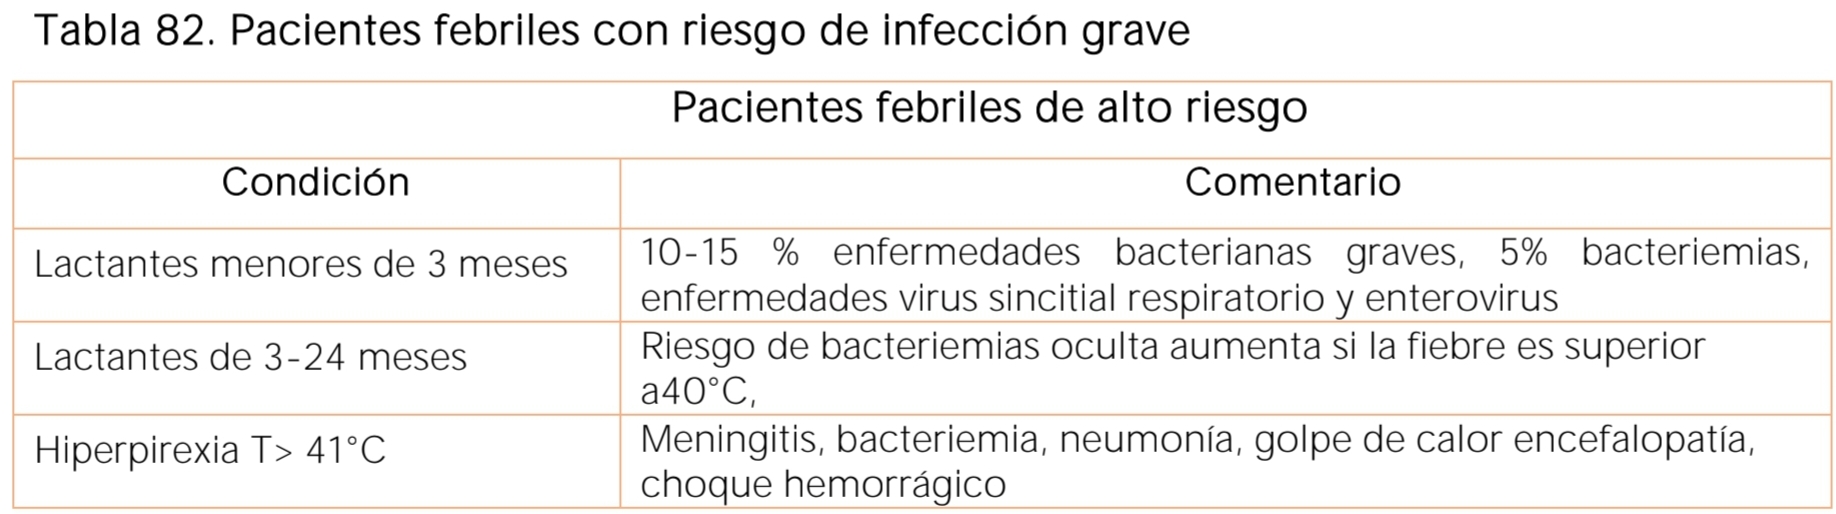 Tabla 82. Pacientes febriles con riesgo de infección grave
Pacientes febriles de alto riesgo
Condición
Comentario
Lactantes menores de 3 meses
10-15 % enfermedades bacterianas graves, 5% bacteriemias,
enfermedades virus sincitial respiratorio y enterovirus
Lactantes de 3-24 meses
Riesgo de bacteriemias oculta aumenta si la fiebre es superior
a40°C,
Hiperpirexia T> 41°C
Meningitis, bacteriemia, neumonía, golpe de calor encefalopatía,
choque hemorrágico